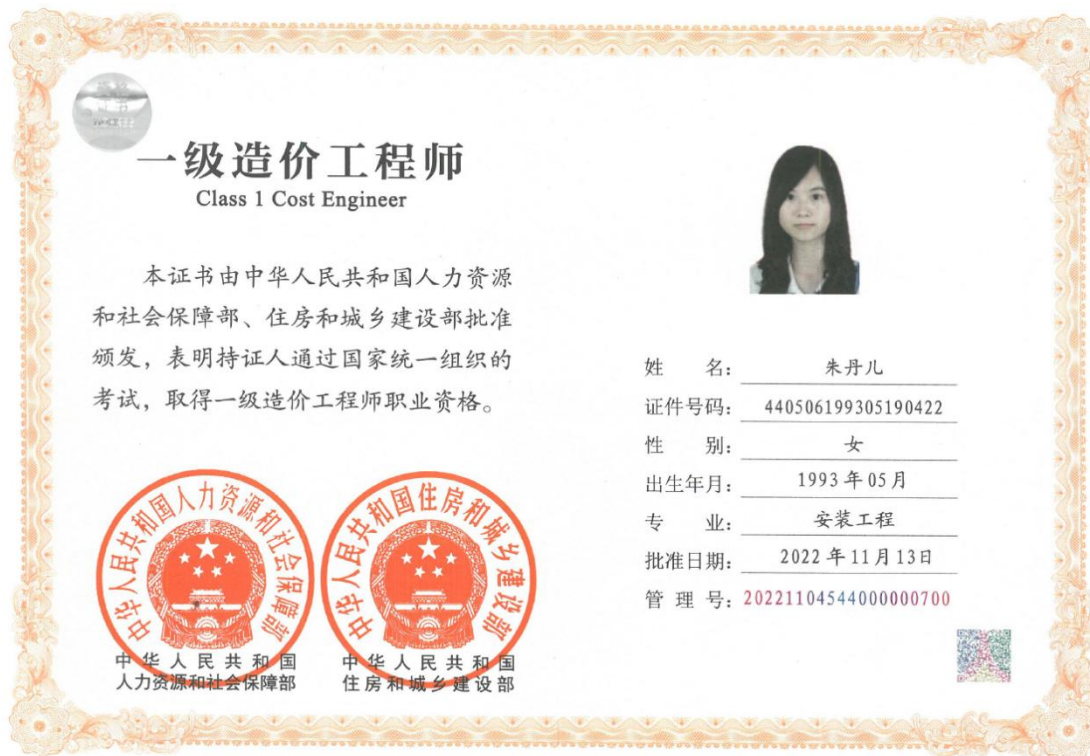 一级造价工程师
Class 1 Cost Engineer
本证书由中华人民共和国人力资源
和社会保障部、住房和城乡建设部批准
颁发，表明持证人通过国家统一组织的
考试，取得一级造价工程师职业资格。
中华人民共和国人力资源和社会保障部
中华人民共和国住房和城乡建设部
中华人民共和国
人力资源和社会保障部
中华人民共和国
住房和城乡建设部
姓 名： 朱丹儿
证件号码： 440506199305190422
性 别： 女
出生年月： 1993年05月
专 业： 安装工程
批准日期： 2022年11月13日
管 理 号： 20221104544000000700